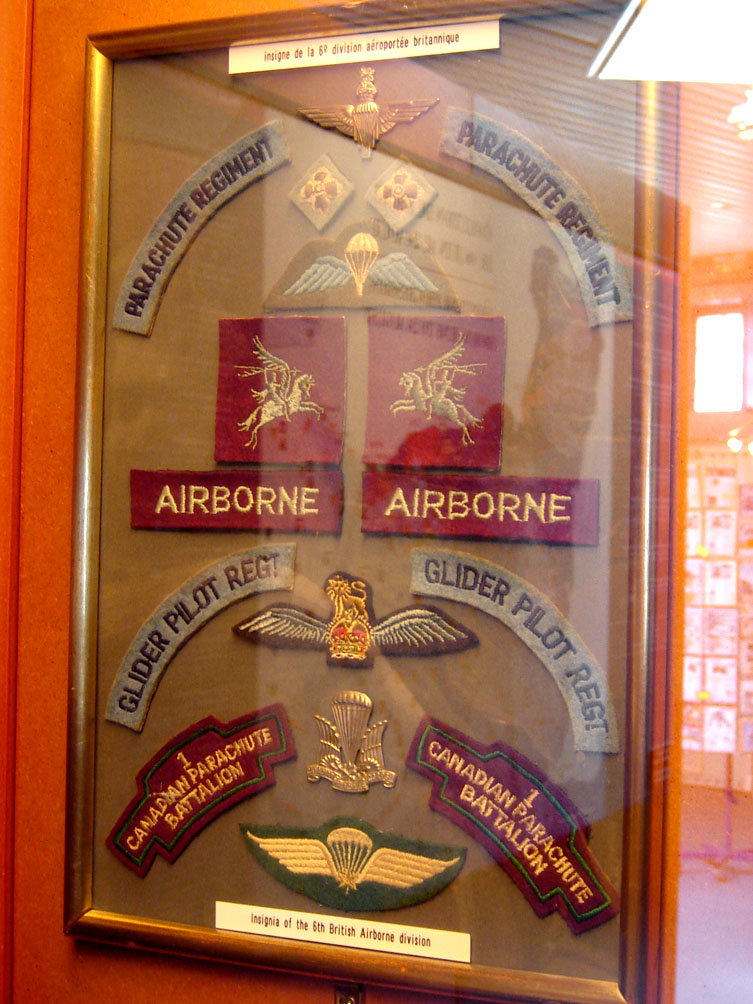 insigne de la 6º division aéroportée britannique
PARACHUTE REGIMENT
PARACHUTE REGIMENT
AIRBORNE
AIRBORNE
GLIDER PILOT REGT
GLIDER PILOT REGT
1
CANADIAN PARACHUTE
BATTALION
1
CANADIAN PARACHUTE
BATTALION
Insignia of the 6th British Airborne division